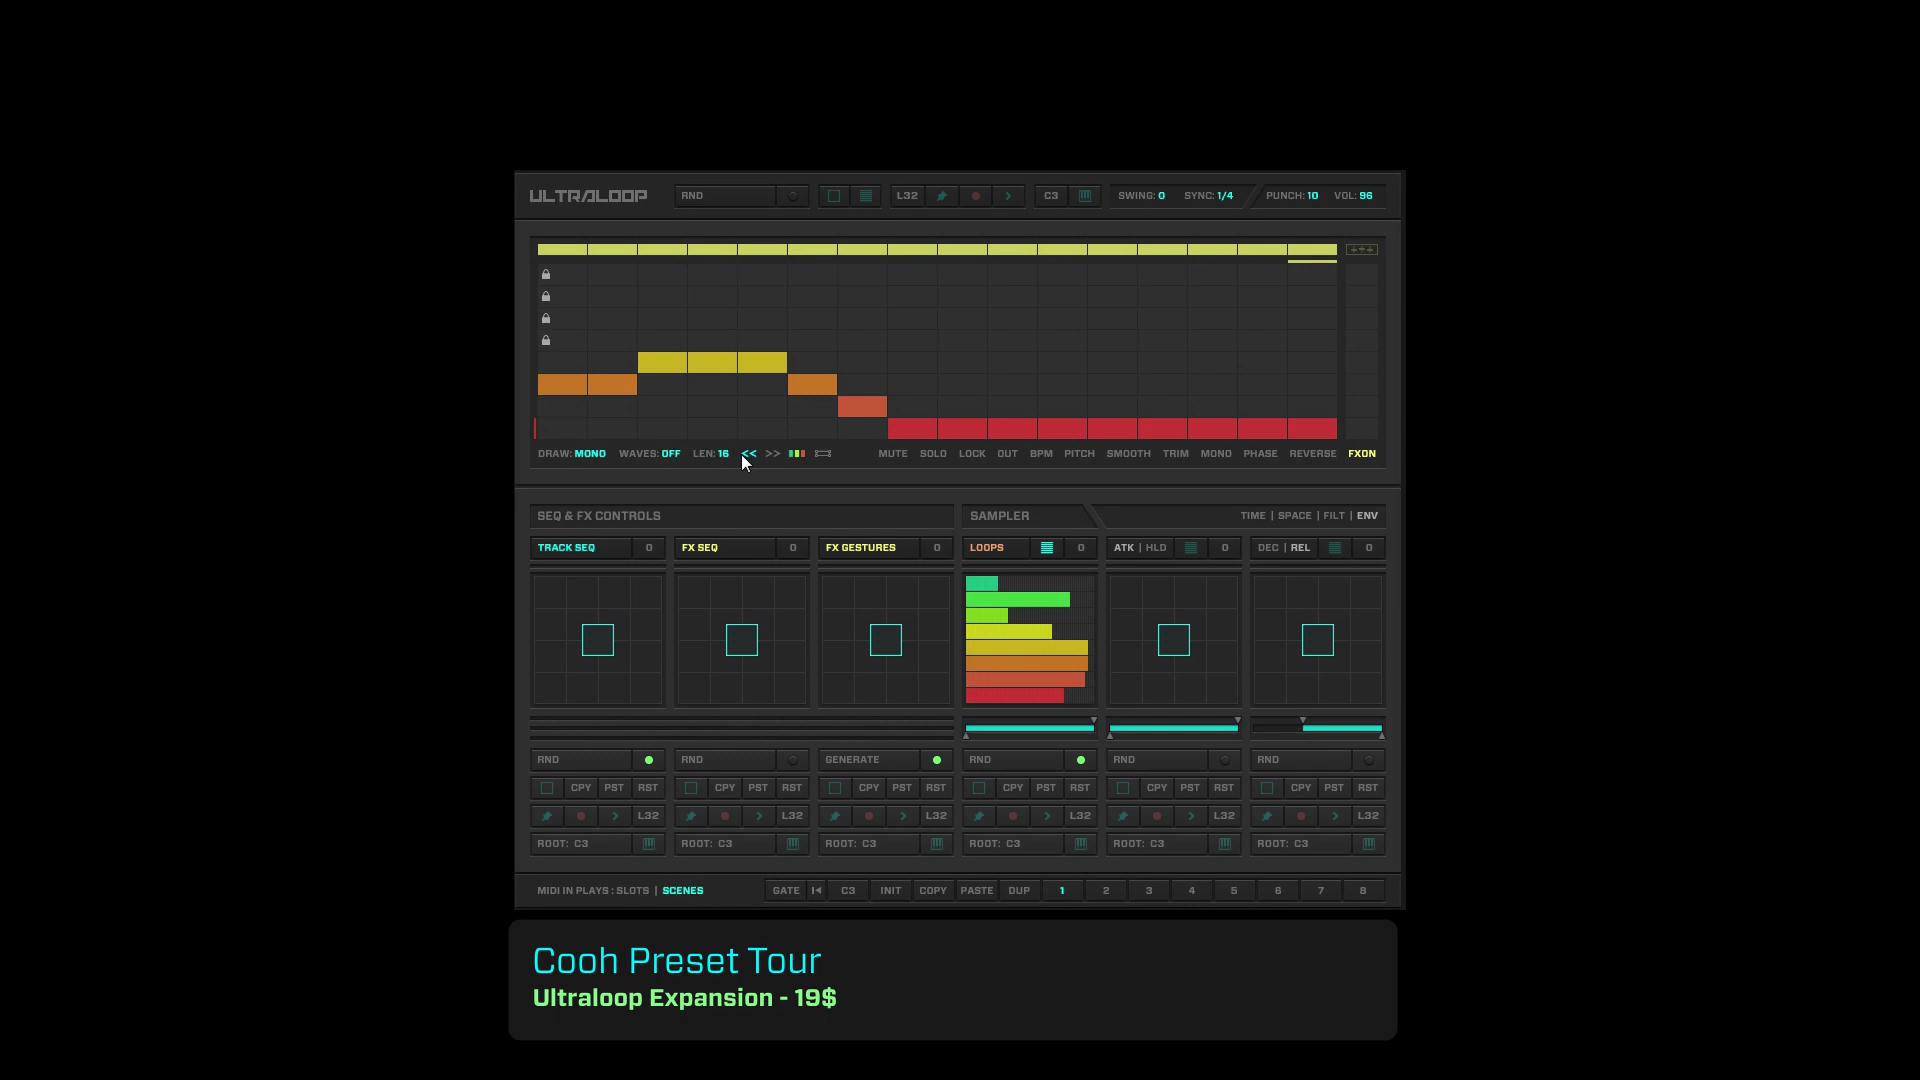 ULTRALOOP RND L32 C3 SWING: 0 SYNC: 1/4 PUNCH: 10 VOL: 96
DRAW: MONO WAVES: OFF LEN: 16 << >> MUTE SOLO LOCK OUT BPM PITCH SMOOTH TRIM MONO PHASE REVERSE FXON
SEQ & FX CONTROLS SAMPLER TIME | SPACE | FILT | ENV
TRACK SEQ 0 FX SEQ 0 FX GESTURES 0 LOOPS 0 ATK | HLD 0 DEC | REL 0
RND RND GENERATE RND RND RND
CPY PST RST CPY PST RST CPY PST RST CPY PST RST CPY PST RST CPY PST RST
L32 L32 L32 L32 L32 L32
ROOT: C3 ROOT: C3 ROOT: C3 ROOT: C3 ROOT: C3 ROOT: C3
MIDI IN PLAYS : SLOTS | SCENES GATE C3 INIT COPY PASTE DUP 1 2 3 4 5 6 7 8
Cooh Preset Tour
Ultraloop Expansion - 19$